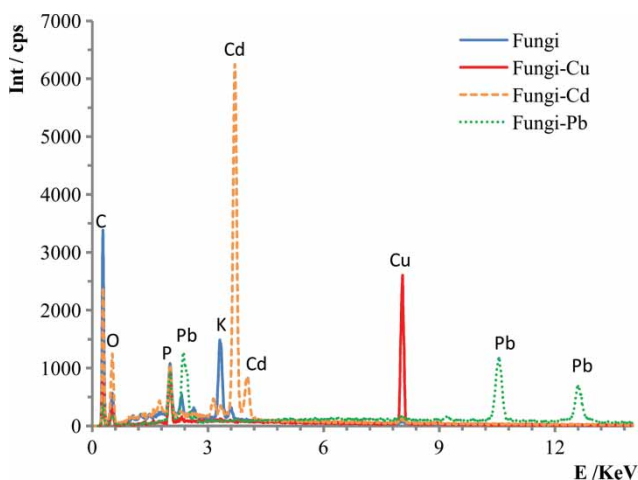 Int / cps
7000
6000
5000
4000
3000
2000
1000
0
Cd
C
O
P
Pb
K
Cd
Cu
Pb
Pb
Fungi
Fungi-Cu
Fungi-Cd
Fungi-Pb
0
3
6
9
12
E /KeV